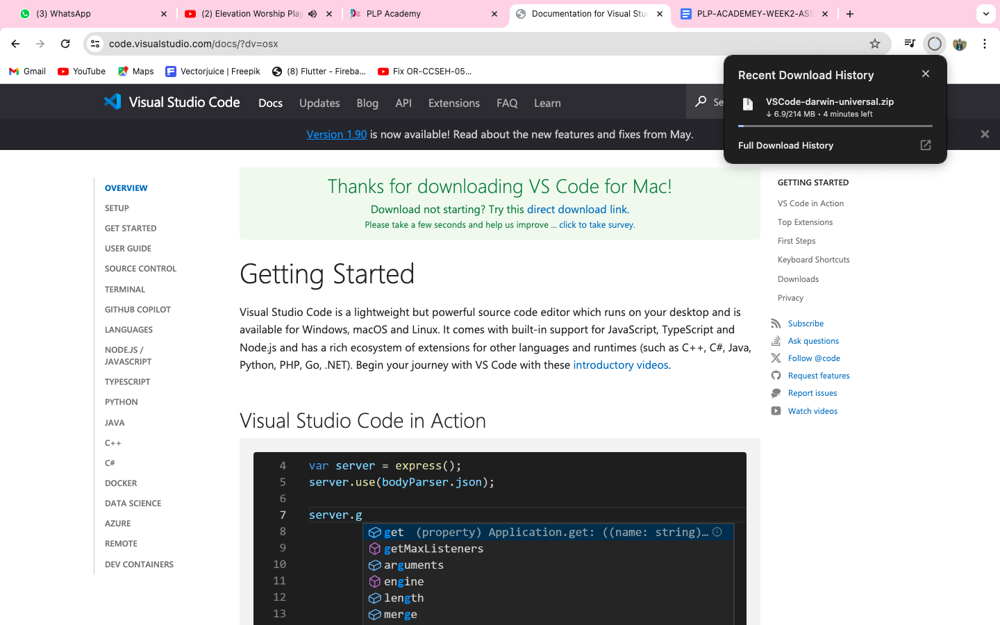 (3) WhatsApp
(2) Elevation Worship Play
PLP Academy
Documentation for Visual Stu
PLP-ACADEMEY-WEEK2-ASS
code.visualstudio.com/docs/?dv=osx
Gmail
YouTube
Maps
Vectorjuice | Freepik
(8) Flutter - Fireba...
Fix OR-CCSEH-05...
Recent Download History
VSCode-darwin-universal.zip
↓ 6.9/214 MB • 4 minutes left
Full Download History
Visual Studio Code
Docs
Updates
Blog
API
Extensions
FAQ
Learn
Se
Version 1.90 is now available! Read about the new features and fixes from May.
OVERVIEW
SETUP
GET STARTED
USER GUIDE
SOURCE CONTROL
TERMINAL
GITHUB COPILOT
LANGUAGES
NODE.JS /
JAVASCRIPT
TYPESCRIPT
PYTHON
JAVA
C++
C#
DOCKER
DATA SCIENCE
AZURE
REMOTE
DEV CONTAINERS
Thanks for downloading VS Code for Mac!
Download not starting? Try this direct download link.
Please take a few seconds and help us improve ... click to take survey.
Getting Started
Visual Studio Code is a lightweight but powerful source code editor which runs on your desktop and is
available for Windows, macOS and Linux. It comes with built-in support for JavaScript, TypeScript and
Node.js and has a rich ecosystem of extensions for other languages and runtimes (such as C++, C#, Java,
Python, PHP, Go, .NET). Begin your journey with VS Code with these introductory videos.
Visual Studio Code in Action
4 var server = express();
5 server.use(bodyParser.json);
6
7 server.g
8 get (property) Application.get: ((name: string)…
9 getMaxListeners
10 arguments
11 engine
12 length
13 merge
GETTING STARTED
VS Code in Action
Top Extensions
First Steps
Keyboard Shortcuts
Downloads
Privacy
Subscribe
Ask questions
Follow @code
Request features
Report issues
Watch videos